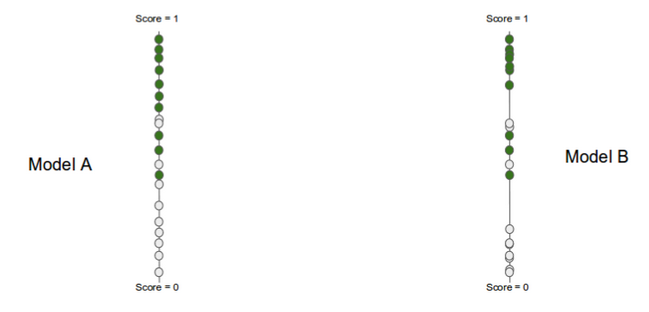 Score = 1
Score = 1
Model A
Model B
Score = 0
Score = 0